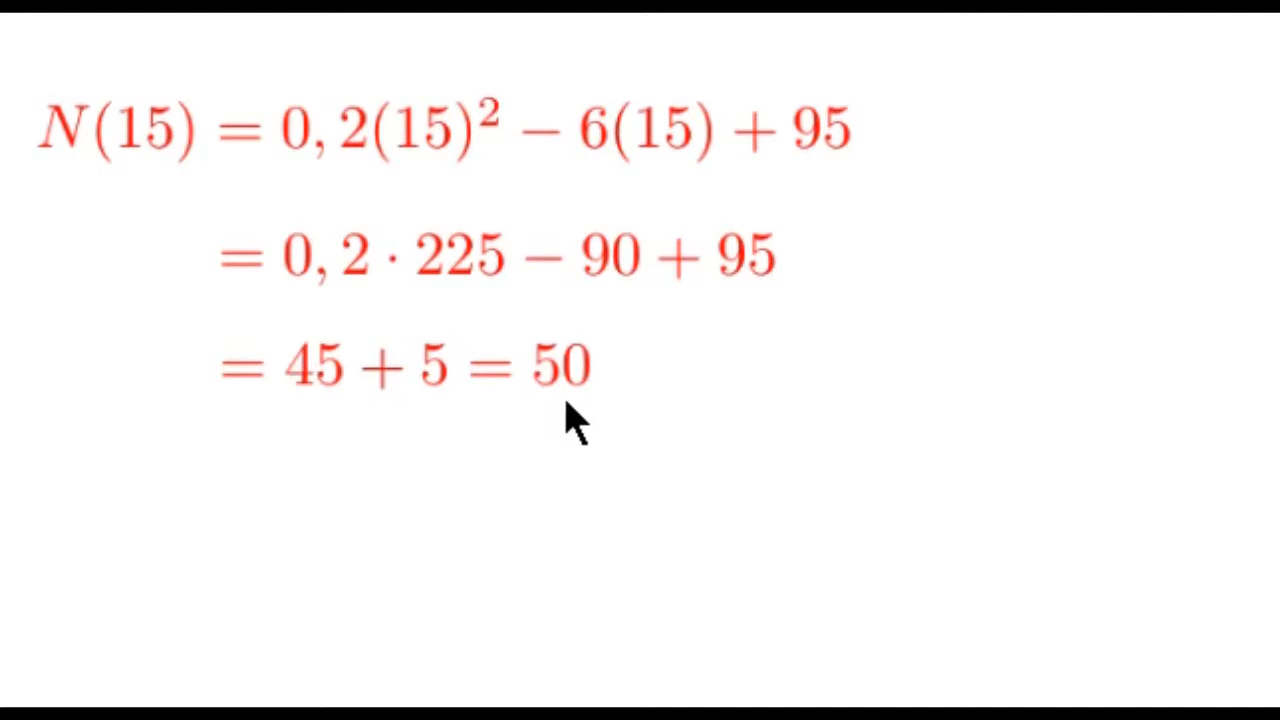 N(15) = 0, 2(15)² − 6(15) + 95
= 0, 2 · 225 − 90 + 95
= 45 + 5 = 50